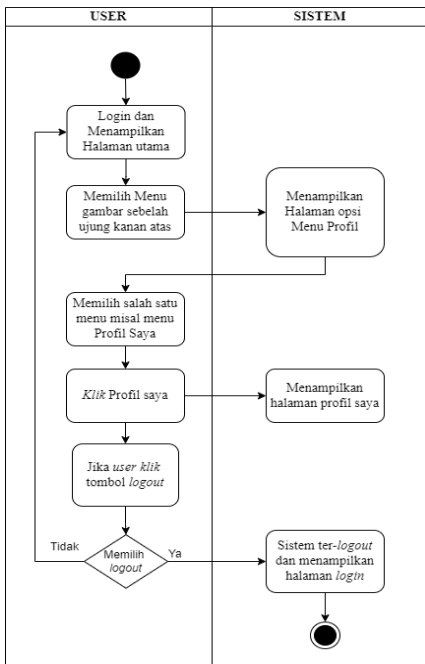 USER
SISTEM
Login dan
Menampilkan
Halaman utama
Memilih Menu
gambar sebelah
ujung kanan atas
Menampilkan
Halaman opsi
Menu Profil
Memilih salah satu
menu misal menu
Profil Saya
Klik Profil saya
Menampilkan
halaman profil saya
Jika user klik
tombol logout
Tidak
Memilih
logout
Ya
Sistem ter-logout
dan menampilkan
halaman login